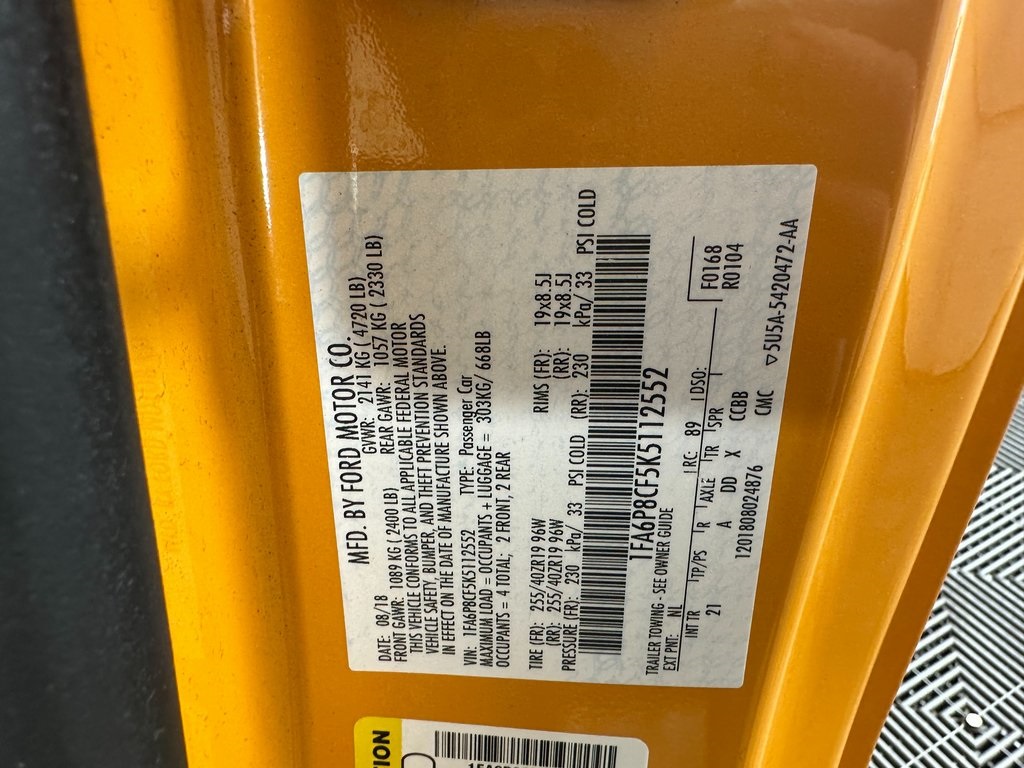 MFD. BY FORD MOTOR CO.
DATE: 08/18 GVWR: 2141 KG ( 4720 LB)
FRONT GAWR: 1089 KG ( 2400 LB) REAR GAWR: 1057 KG ( 2330 LB)
THIS VEHICLE CONFORMS TO ALL APPLICABLE FEDERAL MOTOR
VEHICLE SAFETY, BUMPER, AND THEFT PREVENTION STANDARDS
IN EFFECT ON THE DATE OF MANUFACTURE SHOWN ABOVE.
VIN: 1FA6P8CF5K5112552 TYPE: Passenger Car
MAXIMUM LOAD = OCCUPANTS + LUGGAGE = 303KG/ 668LB
OCCUPANTS = 4 TOTAL; 2 FRONT, 2 REAR
TIRE (FR): 255/40ZR19 96W RIMS (FR): 19x8.5J
(RR): 255/40ZR19 96W (RR): 19x8.5J
PRESSURE (FR): 230 kPa/ 33 PSI COLD (RR): 230 kPa/ 33 PSI COLD
1FA6P8CF5K5112552
TRAILER TOWING - SEE OWNER GUIDE F0168
EXT PNT: NL RC: 89 DSO: R0104
INT TR TP/PS R AXLE TR SPR
21 A DD X CCBB
1201808024876 CMC
▽5U5A-5420472-AA